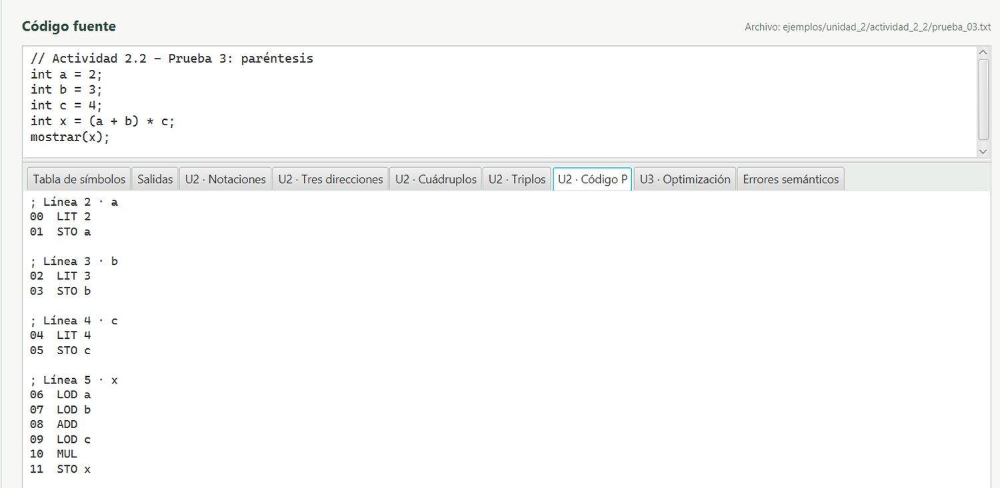 Código fuente
Archivo: ejemplos/unidad_2/actividad_2_2/prueba_03.txt
// Actividad 2.2 – Prueba 3: paréntesis
int a = 2;
int b = 3;
int c = 4;
int x = (a + b) * c;
mostrar(x);
Tabla de símbolos Salidas U2 · Notaciones U2 · Tres direcciones U2 · Cuádruplos U2 · Triplos U2 · Código P U3 · Optimización Errores semánticos
; Línea 2 · a
00  LIT 2
01  STO a
; Línea 3 · b
02  LIT 3
03  STO b
; Línea 4 · c
04  LIT 4
05  STO c
; Línea 5 · x
06  LOD a
07  LOD b
08  ADD
09  LOD c
10  MUL
11  STO x